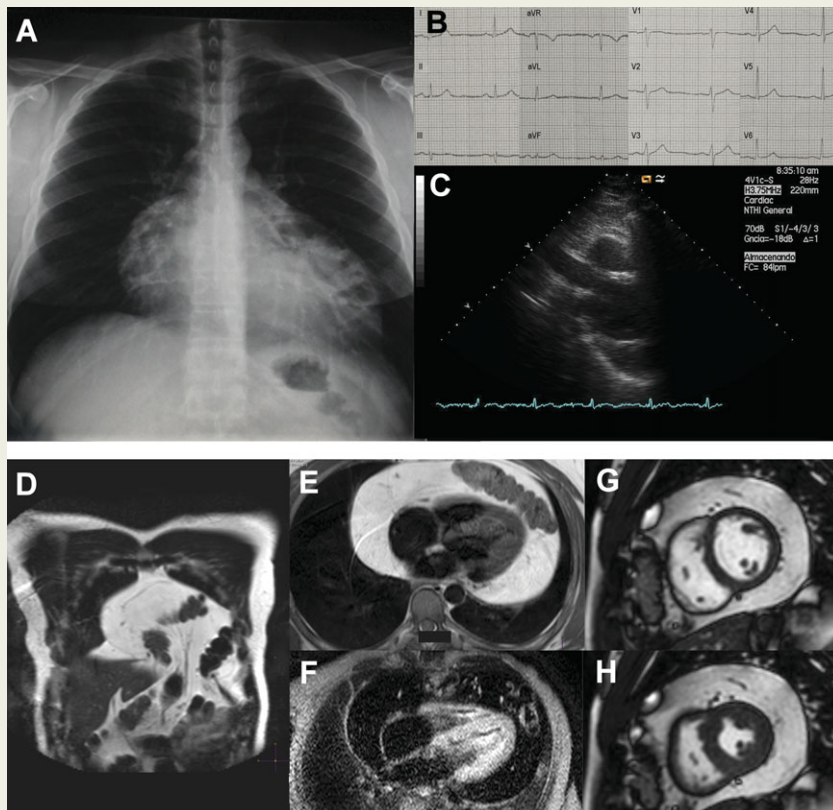 A
B
I
aVR
V1
V4
II
aVL
V2
V5
III
aVF
V3
V6
C
8:35:10 am
4V1c-S 28Hz
H3.75MHz 220mm
Cardiac
NTHI General
70dB S1/-4/3/ 3
Gncia=-18dB Δ=1
Almacenando
FC= 84lpm
D
E
F
G
H